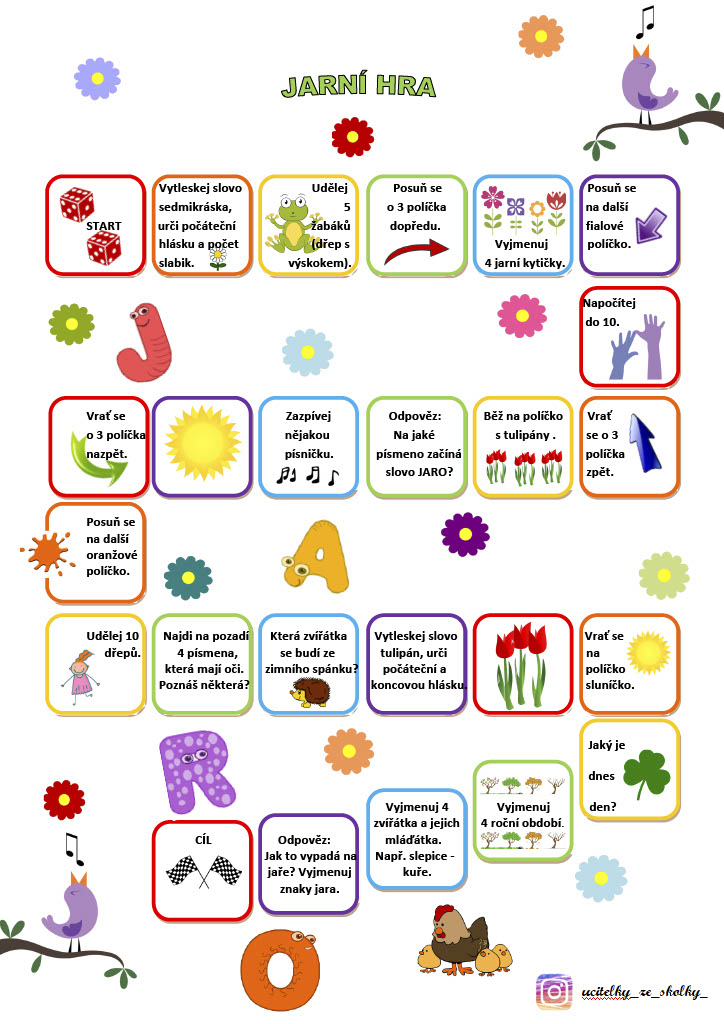 JARNÍ HRA
START
Vytleskej slovo
sedmikráska,
urči počáteční
hlásku a počet
slabik.
Udělej
5
žabáků
(dřep s
výskokem).
Posuň se
o 3 políčka
dopředu.
Vyjmenuj
4 jarní kytičky.
Posuň se
na další
fialové
políčko.
Napočítej
do 10.
Vrať se
o 3 políčka
nazpět.
Zazpívej
nějakou
písničku.
Odpověz:
Na jaké
písmeno začíná
slovo JARO?
Běž na políčko
s tulipány .
Vrať
se o 3
políčka
zpět.
J
Posuň se
na další
oranžové
políčko.
A
Udělej 10
dřepů.
Najdi na pozadí
4 písmena,
která mají oči.
Poznáš některá?
Která zvířátka
se budí ze
zimního spánku?
Vytleskej slovo
tulipán, urči
počáteční a
koncovou hlásku.
Vrať se
na
políčko
sluníčko.
R
Jaký je
dnes
den?
Vyjmenuj
4 roční období.
Vyjmenuj 4
zvířátka a jejich
mláďátka.
Např. slepice -
kuře.
Odpověz:
Jak to vypadá na
jaře? Vyjmenuj
znaky jara.
CÍL
O
ucitelky_ze_skolky_